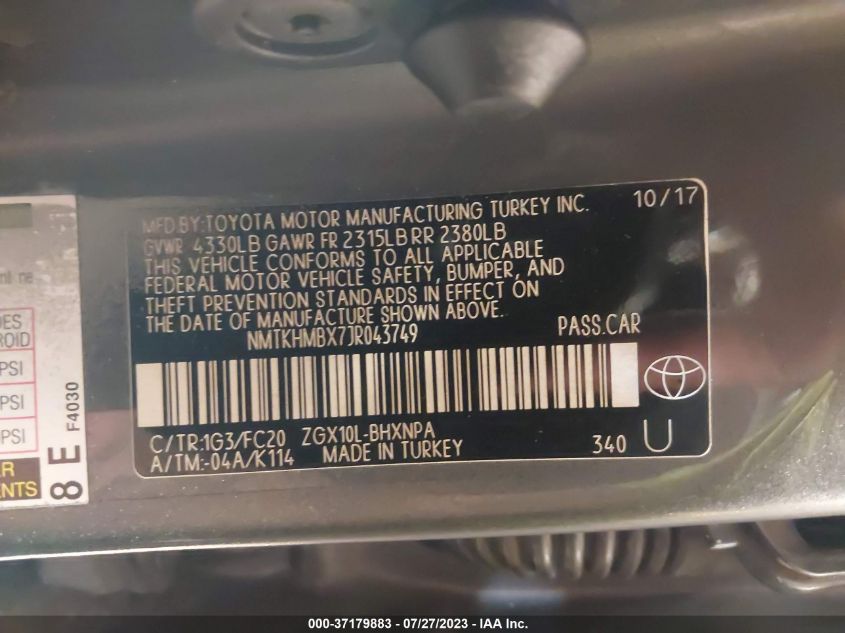 MFD BY: TOYOTA MOTOR MANUFACTURING TURKEY INC. 10/17
GVWR 4330LB GAWR FR 2315LB RR 2380LB
THIS VEHICLE CONFORMS TO ALL APPLICABLE
FEDERAL MOTOR VEHICLE SAFETY, BUMPER, AND
THEFT PREVENTION STANDARDS IN EFFECT ON
THE DATE OF MANUFACTURE SHOWN ABOVE.
NMTKHMBX7JR043749 PASS.CAR
C/TR:1G3/FC20 ZGX10L-BHXNPA
A/TM:-04A/K114 MADE IN TURKEY 340 U
PSI
PSI
PSI
8 E F4030
000-37179883 - 07/27/2023 - IAA Inc.